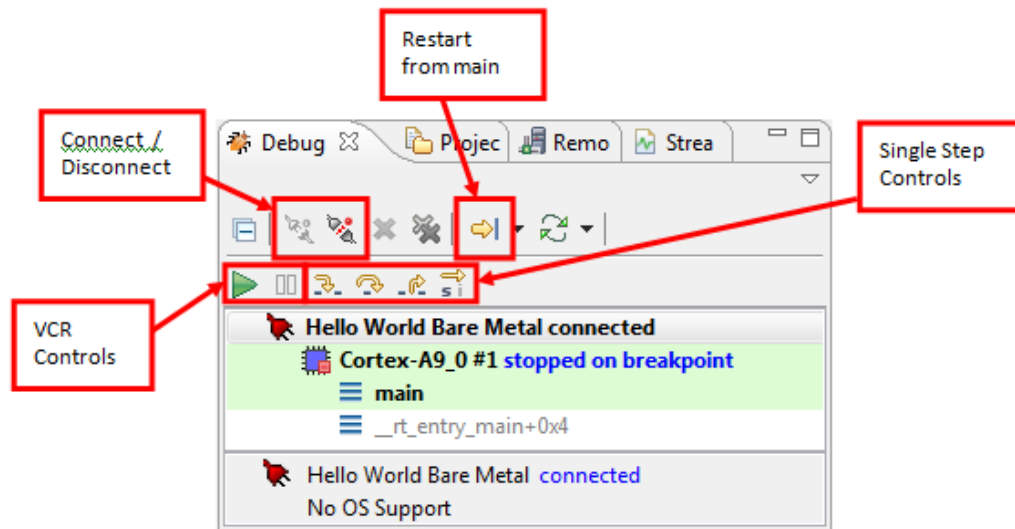 Restart
from main
Connect /
Disconnect
Debug Projec Remo Strea
Single Step
Controls
s i
VCR
Controls
Hello World Bare Metal connected
Cortex-A9_0 #1 stopped on breakpoint
main
__rt_entry_main+0x4
Hello World Bare Metal connected
No OS Support